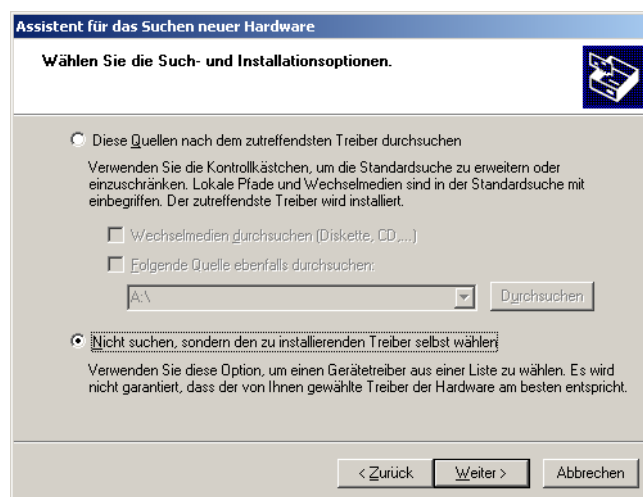 Assistent für das Suchen neuer Hardware
Wählen Sie die Such- und Installationsoptionen.
Diese Quellen nach dem zutreffendsten Treiber durchsuchen
Verwenden Sie die Kontrollkästchen, um die Standardsuche zu erweitern oder
einzuschränken. Lokale Pfade und Wechselmedien sind in der Standardsuche mit
einbegriffen. Der zutreffendste Treiber wird installiert.
Wechselmedien durchsuchen (Diskette, CD,...)
Folgende Quelle ebenfalls durchsuchen:
A:\ Durchsuchen
Nicht suchen, sondern den zu installierenden Treiber selbst wählen
Verwenden Sie diese Option, um einen Gerätetreiber aus einer Liste zu wählen. Es wird
nicht garantiert, dass der von Ihnen gewählte Treiber der Hardware am besten entspricht.
< Zurück Weiter > Abbrechen